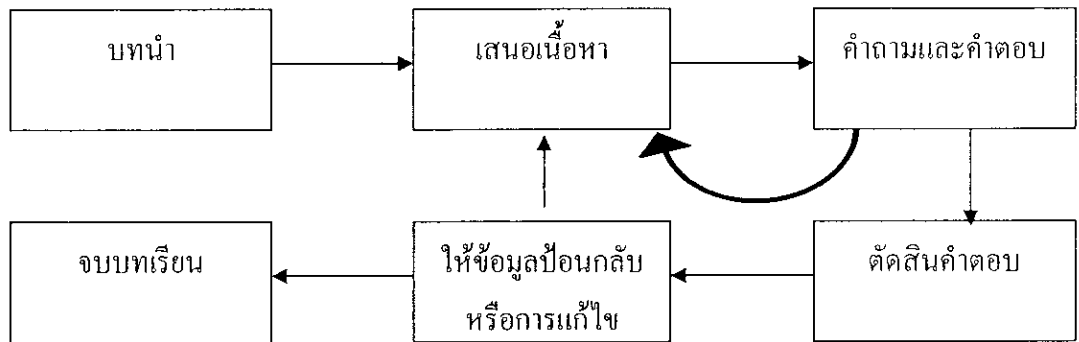 บทนำ
เสนอเนื้อหา
คำถามและคำตอบ
จบบทเรียน
ให้ข้อมูลป้อนกลับ
หรือการแก้ไข
ตัดสินคำตอบ